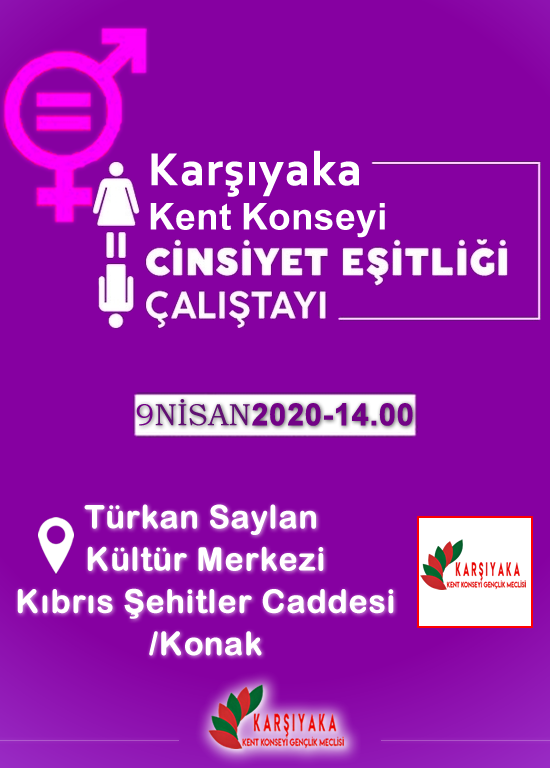 Karşıyaka
Kent Konseyi
CİNSİYET EŞİTLİĞİ
ÇALIŞTAYI
9NİSAN2020-14.00
Türkan Saylan
Kültür Merkezi
Kıbrıs Şehitler Caddesi
/Konak
KARŞIYAKA
KENT KONSEYİ GENÇLİK MECLİSİ
KARŞIYAKA
KENT KONSEYİ GENÇLİK MECLİSİ